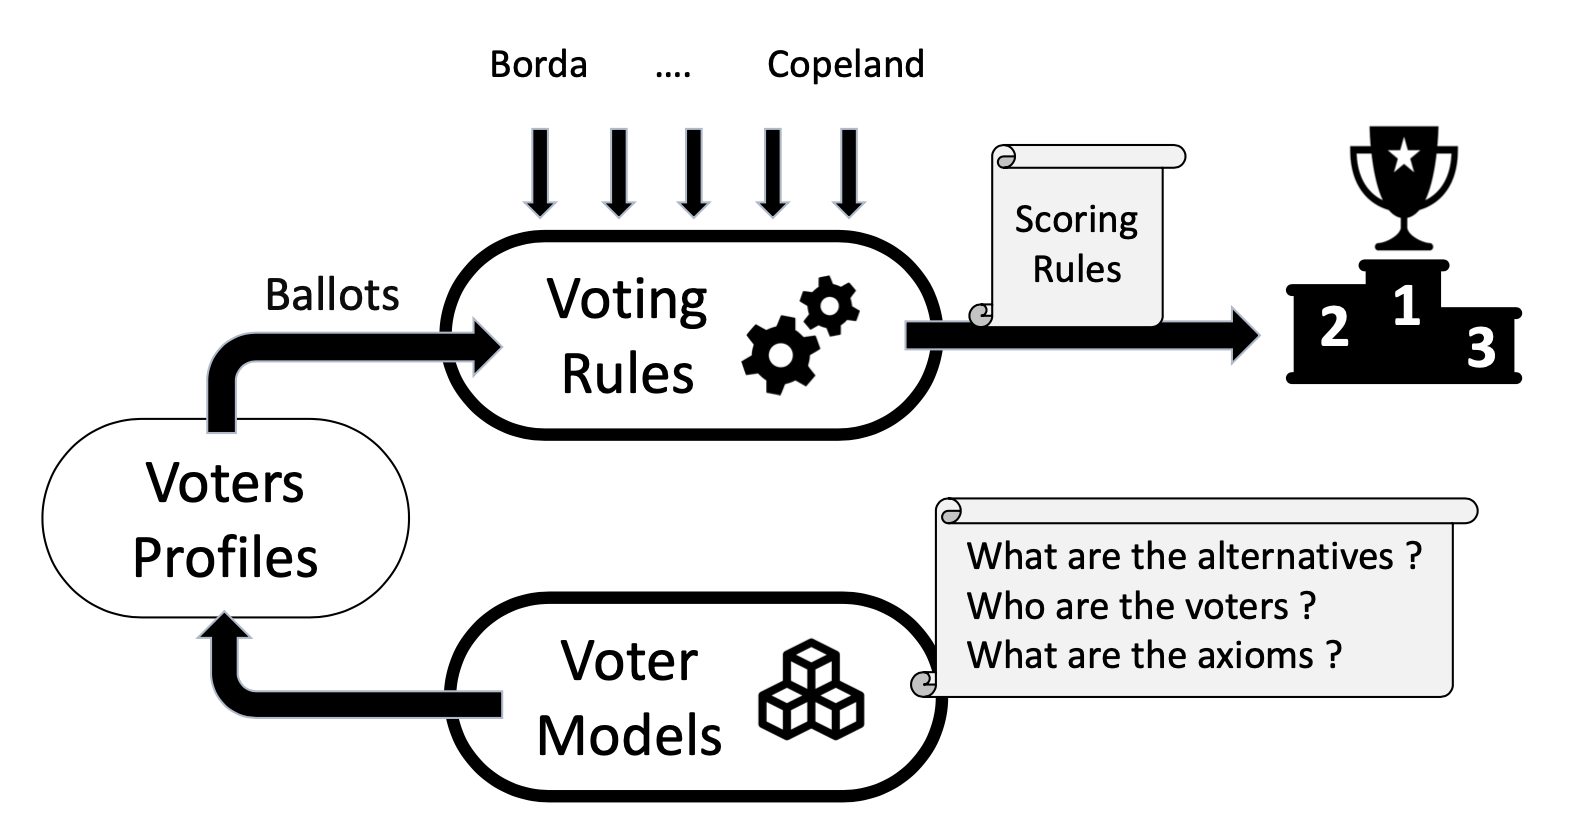 Borda .... Copeland
Scoring
Rules
Ballots
Voting
Rules
2 1 3
Voters
Profiles
What are the alternatives ?
Who are the voters ?
What are the axioms ?
Voter
Models